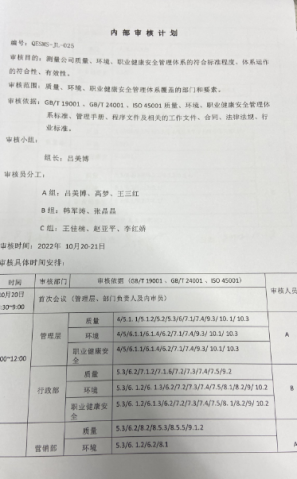 内部审核计划
编号：QESMS-JL-025
审核目的：测量公司质量、环境、职业健康安全管理体系的符合标准程度、体系运作
的符合性、有效性。
审核范围：质量、环境、职业健康安全管理体系覆盖的部门和要素。
审核依据：GB/T 19001 、GB/T 24001 、ISO 45001 质量、环境、职业健康安全管理体
系标准、管理手册、程序文件及相关的工作文件、合同、法律法规、行
业标准。
审核小组：
组长：吕美博
审核员分工：
A 组：吕美博、高梦、王三红
B 组：韩军涛、张晶晶
C 组：王佳楠、赵亚平、李红娇
审核时间：2022年 10月20-21日
审核具体时间安排：
时间 审核部门 审核依据（GB/T 19001 、GB/T 24001 、ISO 45001） 审核人员
10月20日
:30~9:00 首次会议（管理层、部门负责人及内审员）
:00~12:00 管理层 质量 4/5.1.1/5.1.2/5.2/5.3/6/7.1/7.4/9.3/ 10.1/ 10.3 A
环境 4/5/6.1.1/6.1.4/6.2/7.1/7.4/9.3/ 10.1/ 10.3
职业健康安全 4/5/6.1.1/6.1.4/6.2/7.1/7.4/9.3/ 10.1/ 10.3
行政部 质量 5.3/6.2/7.1.2/7.1.6/7.2/7.3/7.4/7.5/9.2 B
环境 5.3/6.1.2/6.1.3/6.2/7.2/7.3/7.4/7.5/8.1/8.2/9/10.2
职业健康安全 5.3/6.1.2/6.1.3/6.2/7.2/7.3/7.4/7.5/8.1/8.2/9/10.2
营销部 质量 5.3/6.2/8.2/8.5.3/8.5.5/9.1.2 A
环境 5.3/6.1.2/6.2/8.1